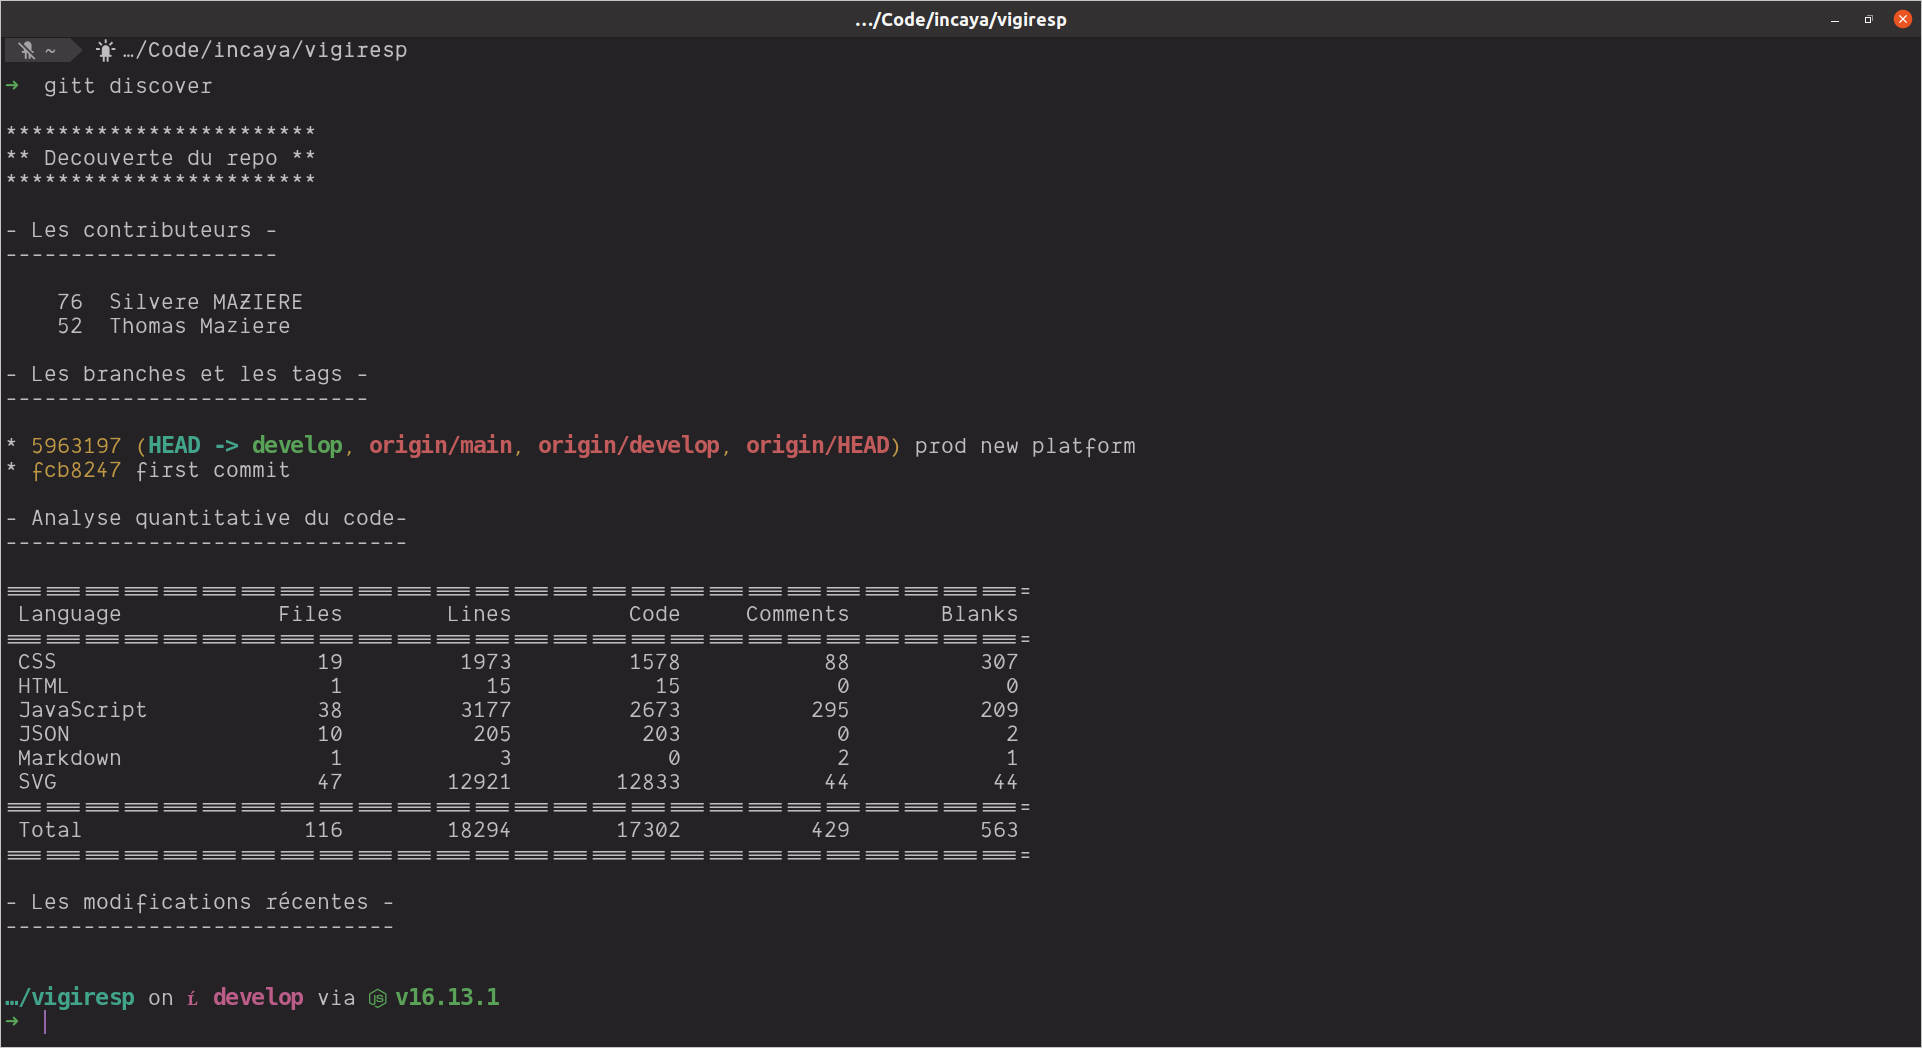 .../Code/incaya/vigiresp
~ …/Code/incaya/vigiresp
➜ gitt discover
************************
** Decouverte du repo **
************************
- Les contributeurs -
---------------------
76 Silvere MAZIERE
52 Thomas Maziere
- Les branches et les tags -
----------------------------
* 5963197 (HEAD -> develop, origin/main, origin/develop, origin/HEAD) prod new platform
* fcb8247 first commit
- Analyse quantitative du code-
-------------------------------
===============================================================================
Language Files Lines Code Comments Blanks
===============================================================================
CSS 19 1973 1578 88 307
HTML 1 15 15 0 0
JavaScript 38 3177 2673 295 209
JSON 10 205 203 0 2
Markdown 1 3 0 2 1
SVG 47 12921 12833 44 44
===============================================================================
Total 116 18294 17302 429 563
===============================================================================
- Les modifications récentes -
------------------------------
…/vigiresp on develop via v16.13.1
➜